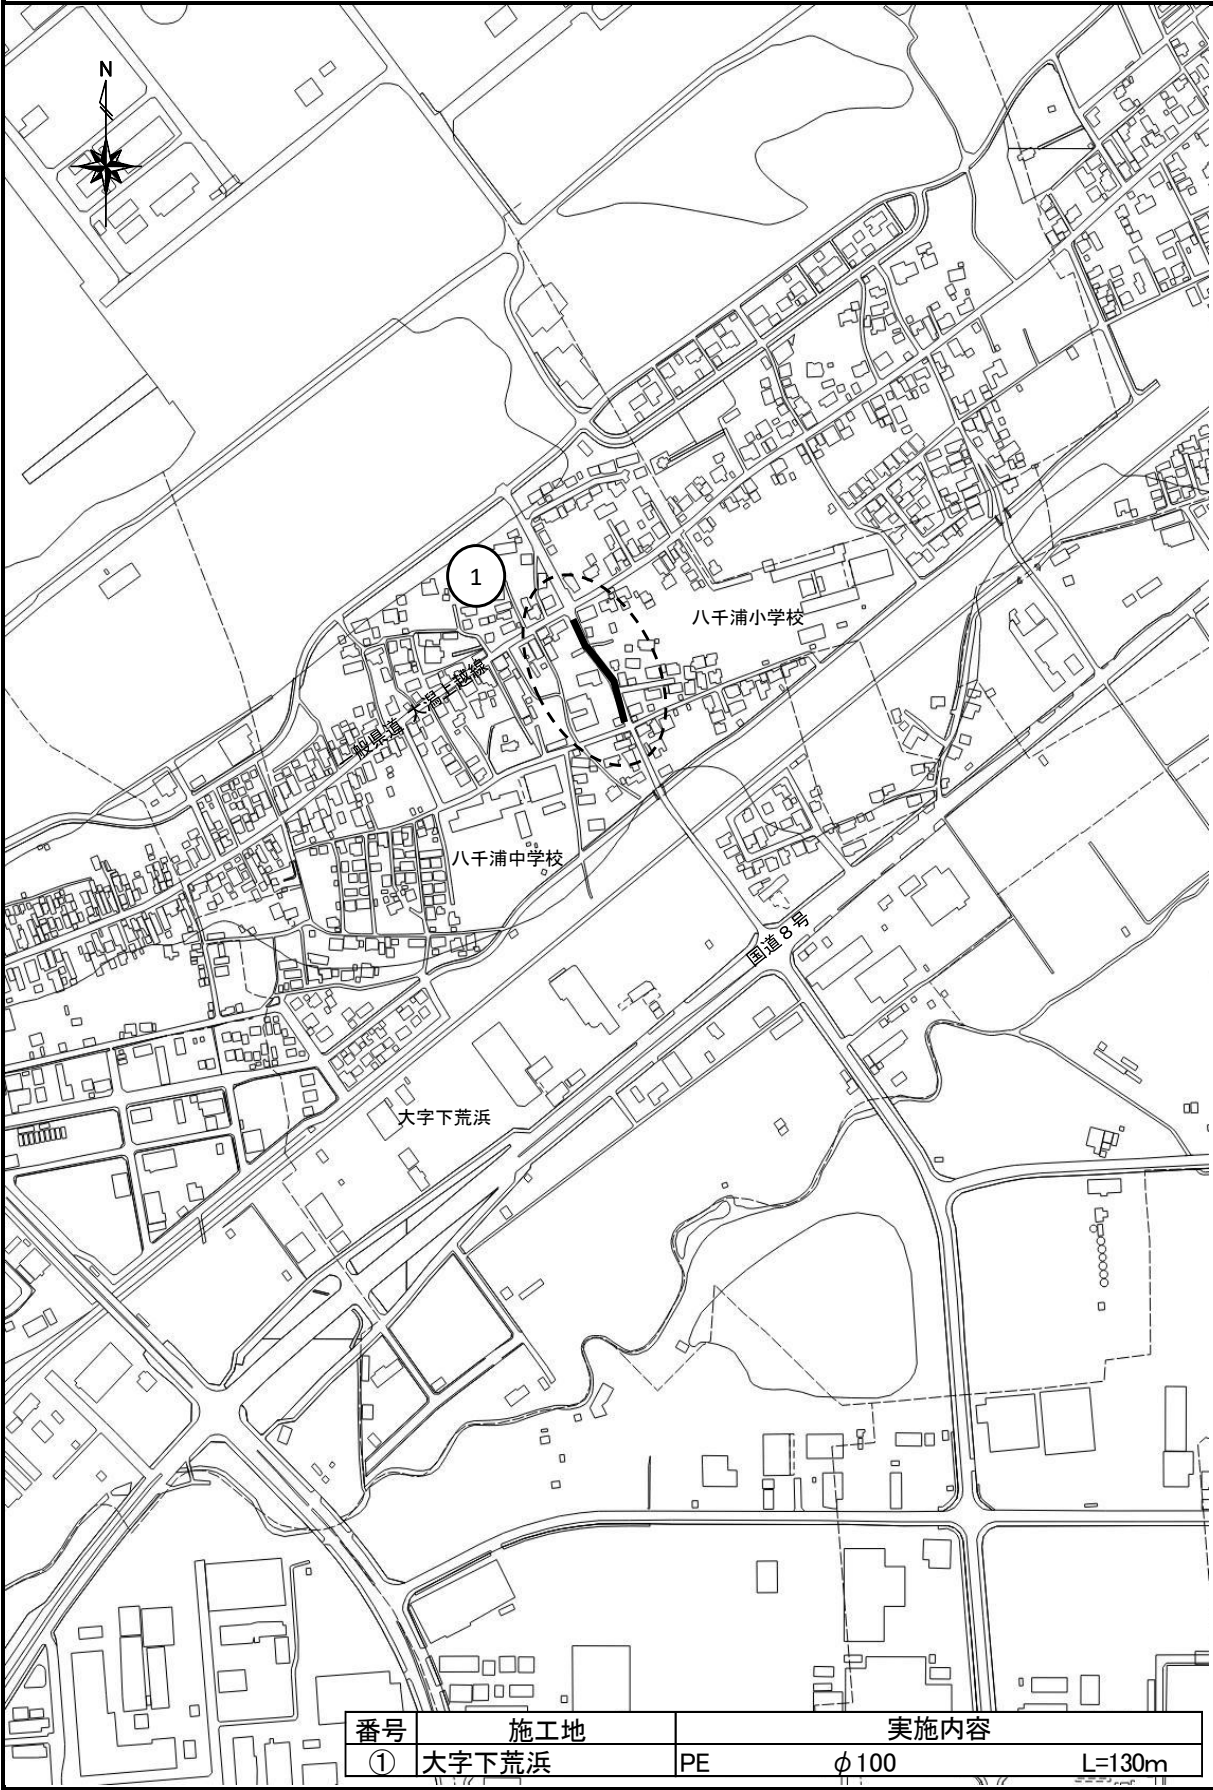 N
1
八千浦小学校
一般県道 大潟上越線
八千浦中学校
国道8号
大字下荒浜
番号 施工地 実施内容
① 大字下荒浜 PE φ100 L=130m